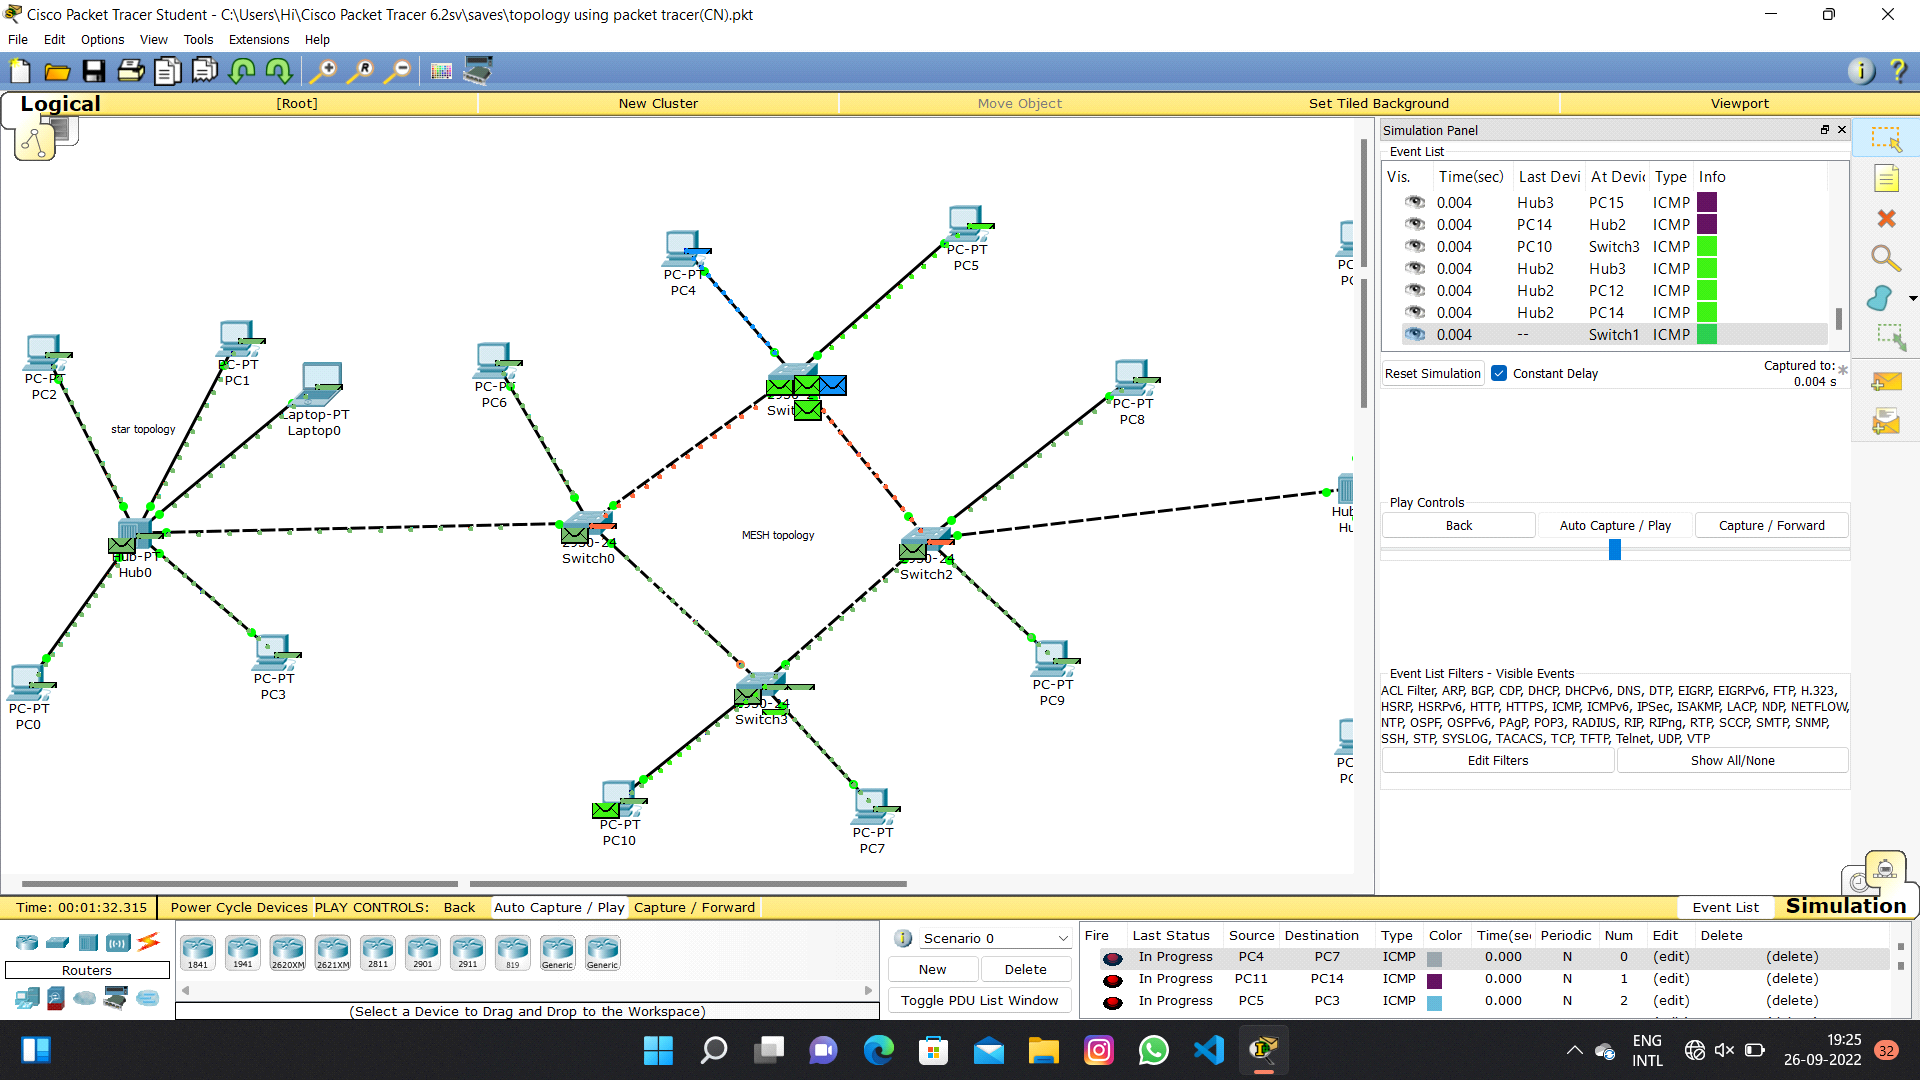 Cisco Packet Tracer Student - C:\Users\Hi\Cisco Packet Tracer 6.2sv\saves\topology using packet tracer(CN).pkt
File Edit Options View Tools Extensions Help
Logical [Root] New Cluster Move Object Set Tiled Background Viewport
PC-PT
PC2
PC-PT
PC1
Laptop-PT
Laptop0
star topology
Hub-PT
Hub0
PC-PT
PC0
PC-PT
PC3
PC-PT
PC4
PC-PT
PC5
PC-PT
PC6
PC-PT
PC8
2950-24
Switch0
MESH topology
2950-24
Switch2
2950-24
Switch3
PC-PT
PC9
PC-PT
PC10
PC-PT
PC7
Simulation Panel
Event List
Vis. Time(sec) Last Devi At Devic Type Info
0.004 Hub3 PC15 ICMP
0.004 PC14 Hub2 ICMP
0.004 PC10 Switch3 ICMP
0.004 Hub2 Hub3 ICMP
0.004 Hub2 PC12 ICMP
0.004 Hub2 PC14 ICMP
0.004 -- Switch1 ICMP
Reset Simulation Constant Delay Captured to:
0.004 s
Play Controls
Back Auto Capture / Play Capture / Forward
Event List Filters - Visible Events
ACL Filter, ARP, BGP, CDP, DHCP, DHCPv6, DNS, DTP, EIGRP, EIGRPv6, FTP, H.323,
HSRP, HSRPv6, HTTP, HTTPS, ICMP, ICMPv6, IPSec, ISAKMP, LACP, NDP, NETFLOW,
NTP, OSPF, OSPFv6, PAgP, POP3, RADIUS, RIP, RIPng, RTP, SCCP, SMTP, SNMP,
SSH, STP, SYSLOG, TACACS, TCP, TFTP, Telnet, UDP, VTP
Edit Filters Show All/None
Time: 00:01:32.315 Power Cycle Devices PLAY CONTROLS: Back Auto Capture / Play Capture / Forward Event List Simulation
Routers
1841 1941 2620XM 2621XM 2811 2901 2911 819 Generic Generic
(Select a Device to Drag and Drop to the Workspace)
Scenario 0
New Delete
Toggle PDU List Window
Fire Last Status Source Destination Type Color Time(sec Periodic Num Edit Delete
In Progress PC4 PC7 ICMP 0.000 N 0 (edit) (delete)
In Progress PC11 PC14 ICMP 0.000 N 1 (edit) (delete)
In Progress PC5 PC3 ICMP 0.000 N 2 (edit) (delete)
ENG
INTL
19:25
26-09-2022
32